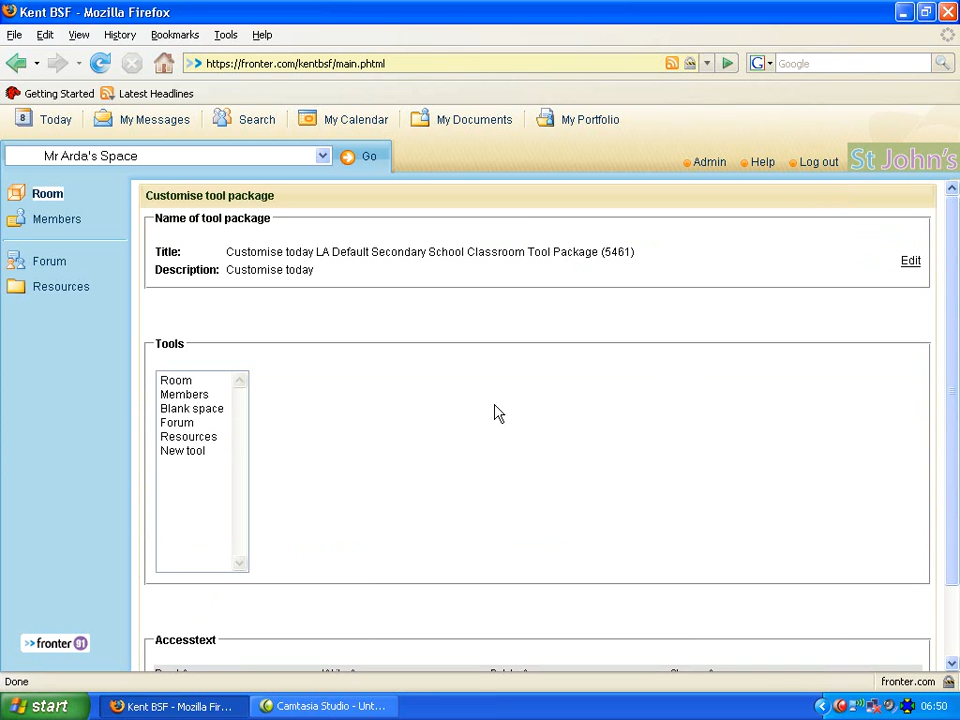 Kent BSF - Mozilla Firefox
File Edit View History Bookmarks Tools Help
https://fronter.com/kentbsf/main.phtml
G Google
Getting Started Latest Headlines
8 Today My Messages Search My Calendar My Documents My Portfolio
Mr Arda's Space Go
Admin Help Log out St John's
Room
Members
Forum
Resources
Customise tool package
Name of tool package
Title: Customise today LA Default Secondary School Classroom Tool Package (5461)
Edit
Description: Customise today
Tools
Room
Members
Blank space
Forum
Resources
New tool
Accesstext
>>fronter 91
Done fronter.com
start Kent BSF - Mozilla Fir... Camtasia Studio - Unt... 06:50